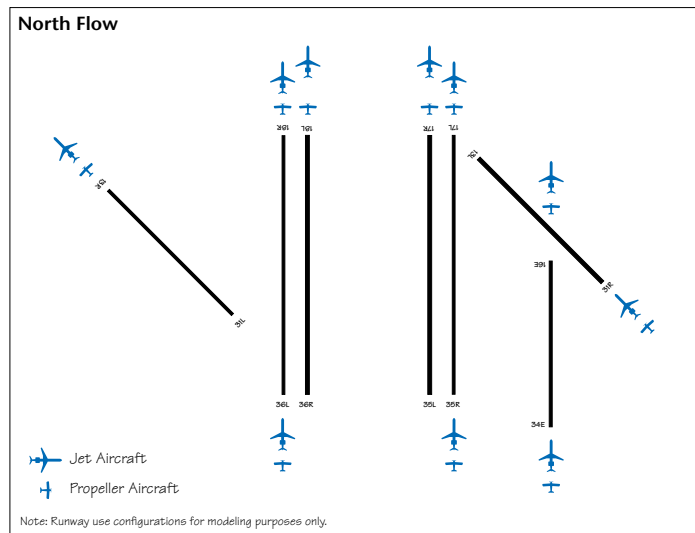 North Flow
18R
18L
17R
17L
13R
13L
16E
31L
31R
36L
36R
35L
35R
34E
Jet Aircraft
Propeller Aircraft
Note: Runway use configurations for modeling purposes only.